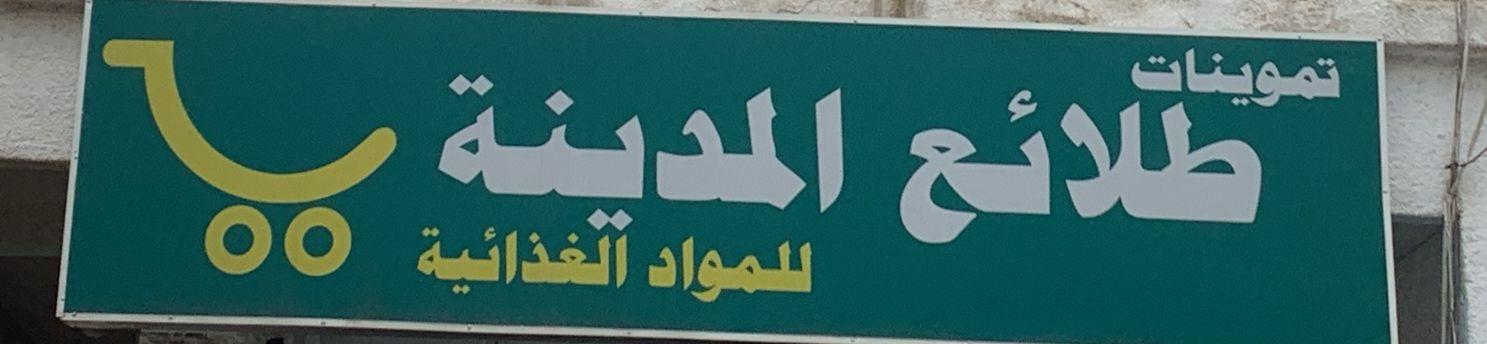 تموينات
طلائع المدينة
للمواد الغذائية